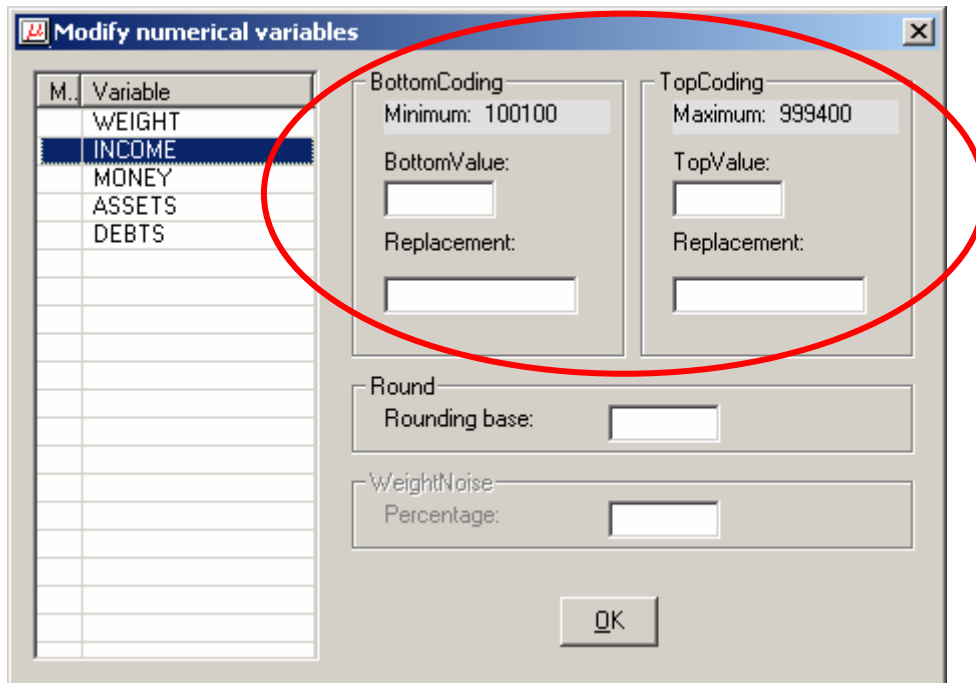 μ Modify numerical variables
M.. Variable
WEIGHT
INCOME
MONEY
ASSETS
DEBTS
BottomCoding
Minimum: 100100
BottomValue:
Replacement:
TopCoding
Maximum: 999400
TopValue:
Replacement:
Round
Rounding base:
WeightNoise
Percentage:
OK